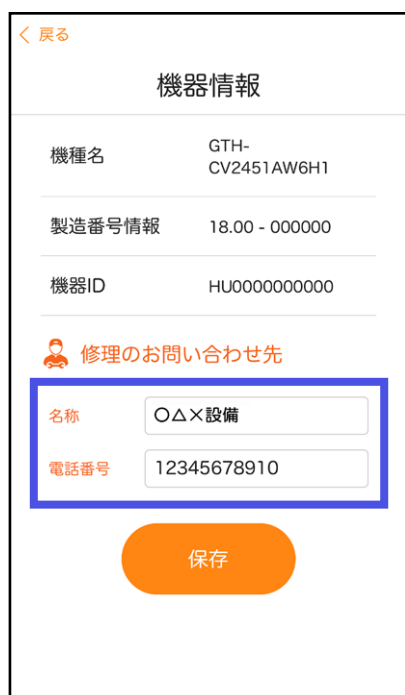 < 戻る
機器情報
機種名 GTH-
CV2451AW6H1
製造番号情報 18.00 - 000000
機器ID HU0000000000
修理のお問い合わせ先
名称 〇△×設備
電話番号 12345678910
保存